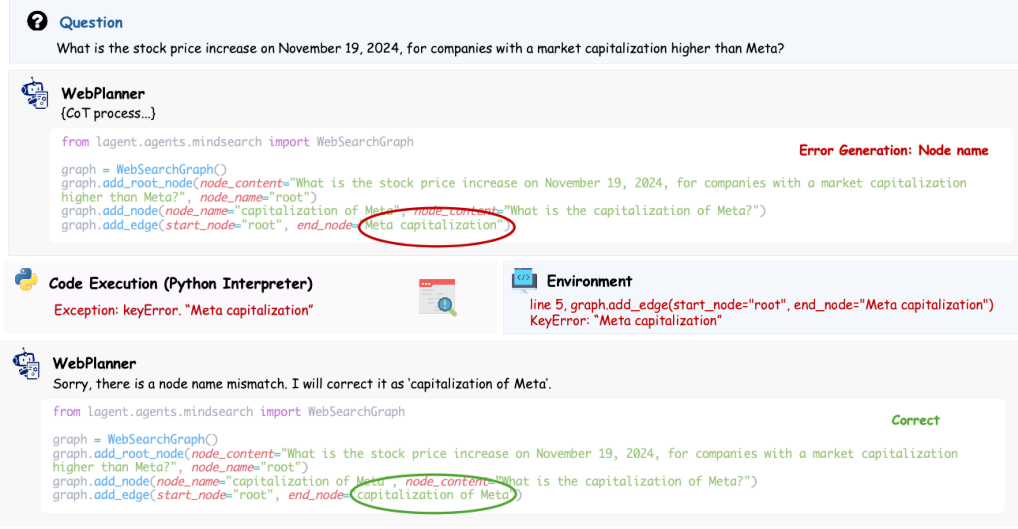 Question
What is the stock price increase on November 19, 2024, for companies with a market capitalization higher than Meta?
WebPlanner
{CoT process...}
from lagent.agents.mindsearch import WebSearchGraph
Error Generation: Node name
graph = WebSearchGraph()
graph.add_root_node(node_content="What is the stock price increase on November 19, 2024, for companies with a market capitalization
higher than Meta?", node_name="root")
graph.add_node(node_name="capitalization of Meta", node_content="What is the capitalization of Meta?")
graph.add_edge(start_node="root", end_node="Meta capitalization")
Code Execution (Python Interpreter)
Exception: keyError. “Meta capitalization”
Environment
line 5, graph.add_edge(start_node="root", end_node="Meta capitalization")
KeyError: “Meta capitalization”
WebPlanner
Sorry, there is a node name mismatch. I will correct it as ‘capitalization of Meta’.
from lagent.agents.mindsearch import WebSearchGraph
Correct
graph = WebSearchGraph()
graph.add_root_node(node_content="What is the stock price increase on November 19, 2024, for companies with a market capitalization
higher than Meta?", node_name="root")
graph.add_node(node_name="capitalization of Meta", node_content="What is the capitalization of Meta?")
graph.add_edge(start_node="root", end_node="capitalization of Meta")